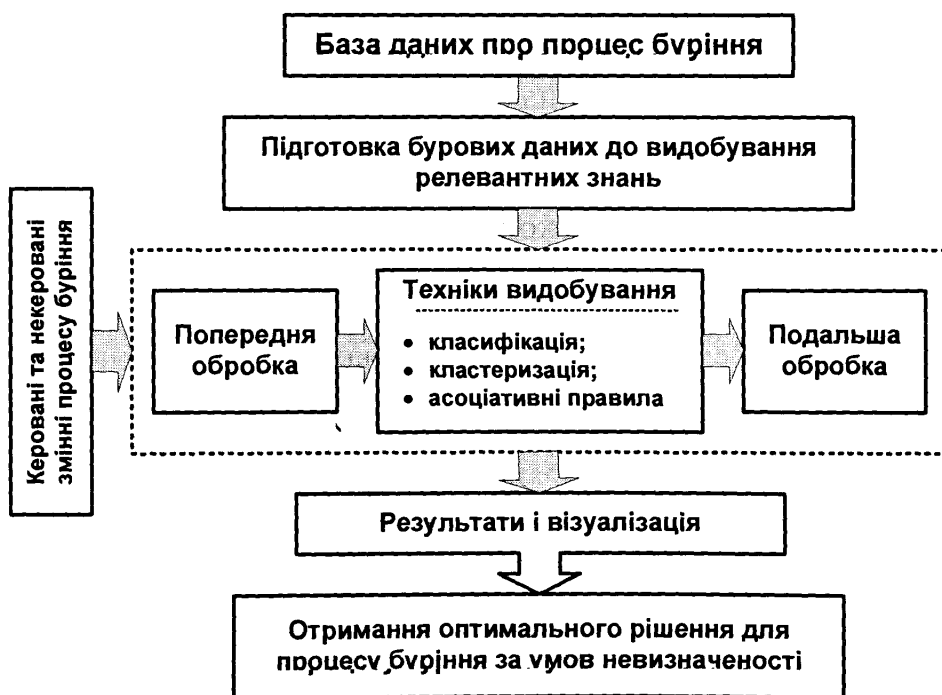 База даних про процес буріння
Підготовка бурових даних до видобування
релевантних знань
Керовані та некеровані
змінні процесу буріння
Попередня
обробка
Техніки видобування
• класифікація;
• кластеризація;
• асоціативні правила
Подальша
обробка
Результати і візуалізація
Отримання оптимального рішення для
процесу буріння за умов невизначеності